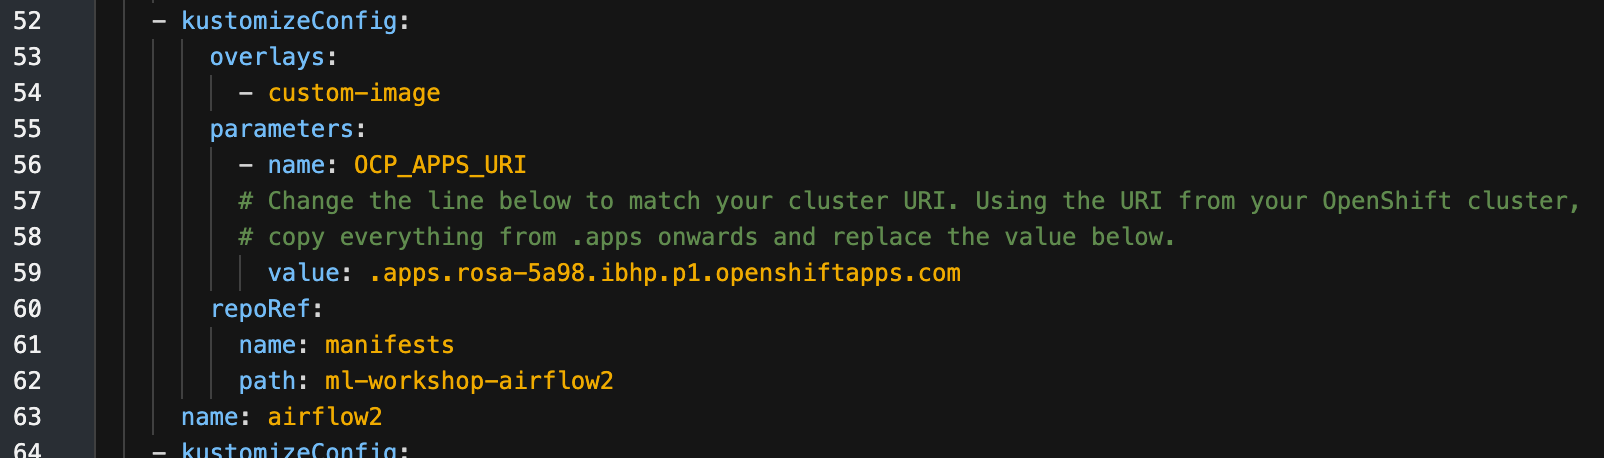 52 - kustomizeConfig:
53 overlays:
54 - custom-image
55 parameters:
56 - name: OCP_APPS_URI
57 # Change the line below to match your cluster URI. Using the URI from your OpenShift cluster,
58 # copy everything from .apps onwards and replace the value below.
59 value: .apps.rosa-5a98.ibhp.p1.openshiftapps.com
60 repoRef:
61 name: manifests
62 path: ml-workshop-airflow2
63 name: airflow2
64 - kustomizeConfig: